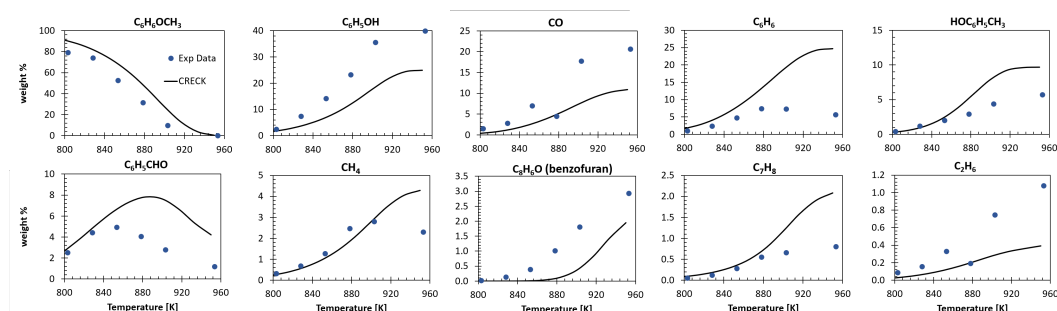 C₆H₆OCH₃
weight %
100
80
60
40
20
0
Exp Data
CRECK
800 840 880 920 960
C₆H₅OH
40
30
20
10
0
800 840 880 920 960
CO
25
20
15
10
5
0
800 840 880 920 960
C₆H₆
30
25
20
15
10
5
0
800 840 880 920 960
HOC₆H₅CH₃
15
10
5
0
800 840 880 920 960
C₆H₅CHO
weight %
10
8
6
4
2
0
800 840 880 920 960
Temperature [K]
CH₄
5
4
3
2
1
0
800 840 880 920 960
Temperature [K]
C₈H₆O (benzofuran)
3.5
3.0
2.5
2.0
1.5
1.0
0.5
0.0
800 840 880 920 960
Temperature [K]
C₇H₈
2.5
2.0
1.5
1.0
0.5
0.0
800 840 880 920 960
Temperature [K]
C₂H₆
1.2
1.0
0.8
0.6
0.4
0.2
0.0
800 840 880 920 960
Temperature [K]